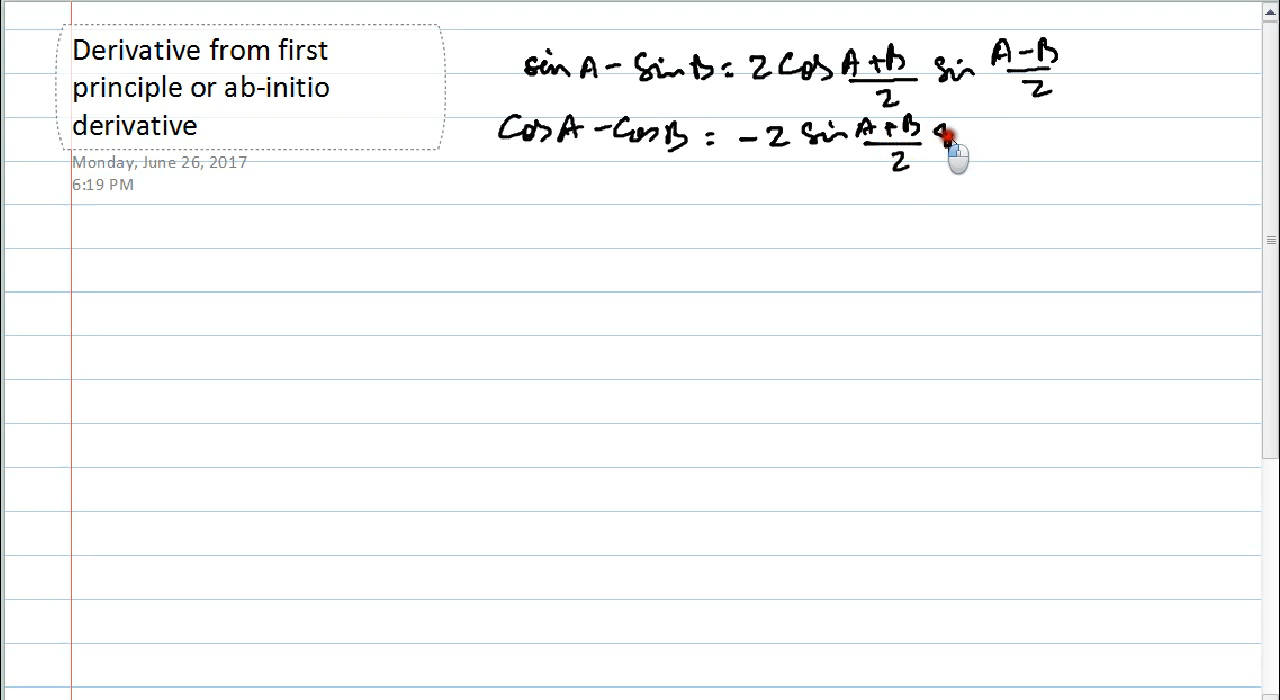 Derivative from first
principle or ab-initio
derivative
Monday, June 26, 2017
6:19 PM
sin A - sin B = 2 Cos A+B/2 sin A-B/2
Cos A - Cos B = -2 sin A+B/2